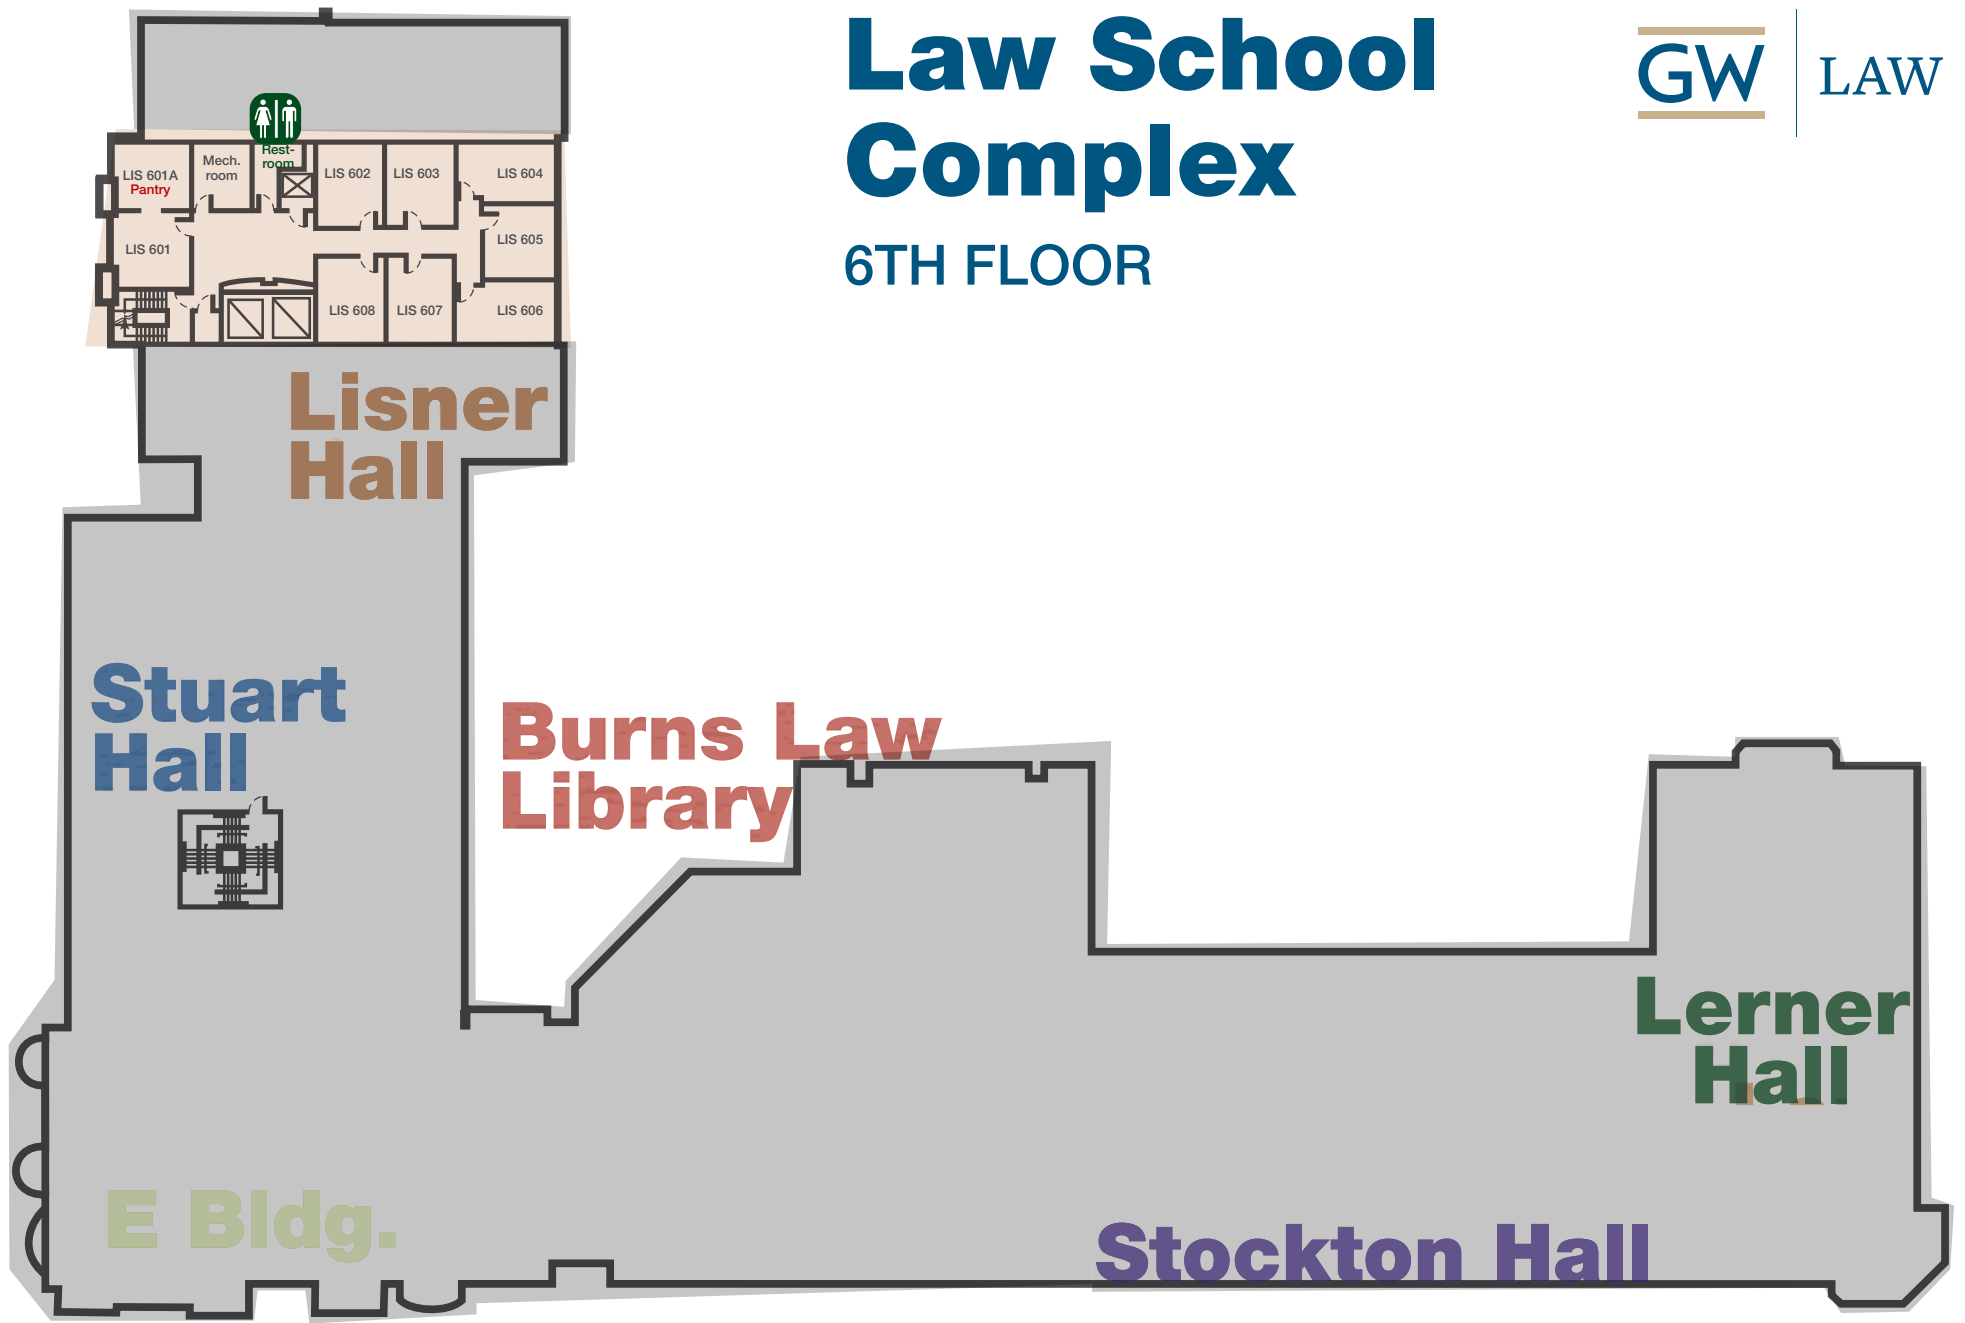 Law School
Complex
6TH FLOOR
GW
LAW
Rest-
room
Mech.
room
LIS 601A
Pantry
LIS 602
LIS 603
LIS 604
LIS 601
LIS 605
LIS 608
LIS 607
LIS 606
Lisner
Hall
Stuart
Hall
Burns Law
Library
Lerner
Hall
E Bldg.
Stockton Hall